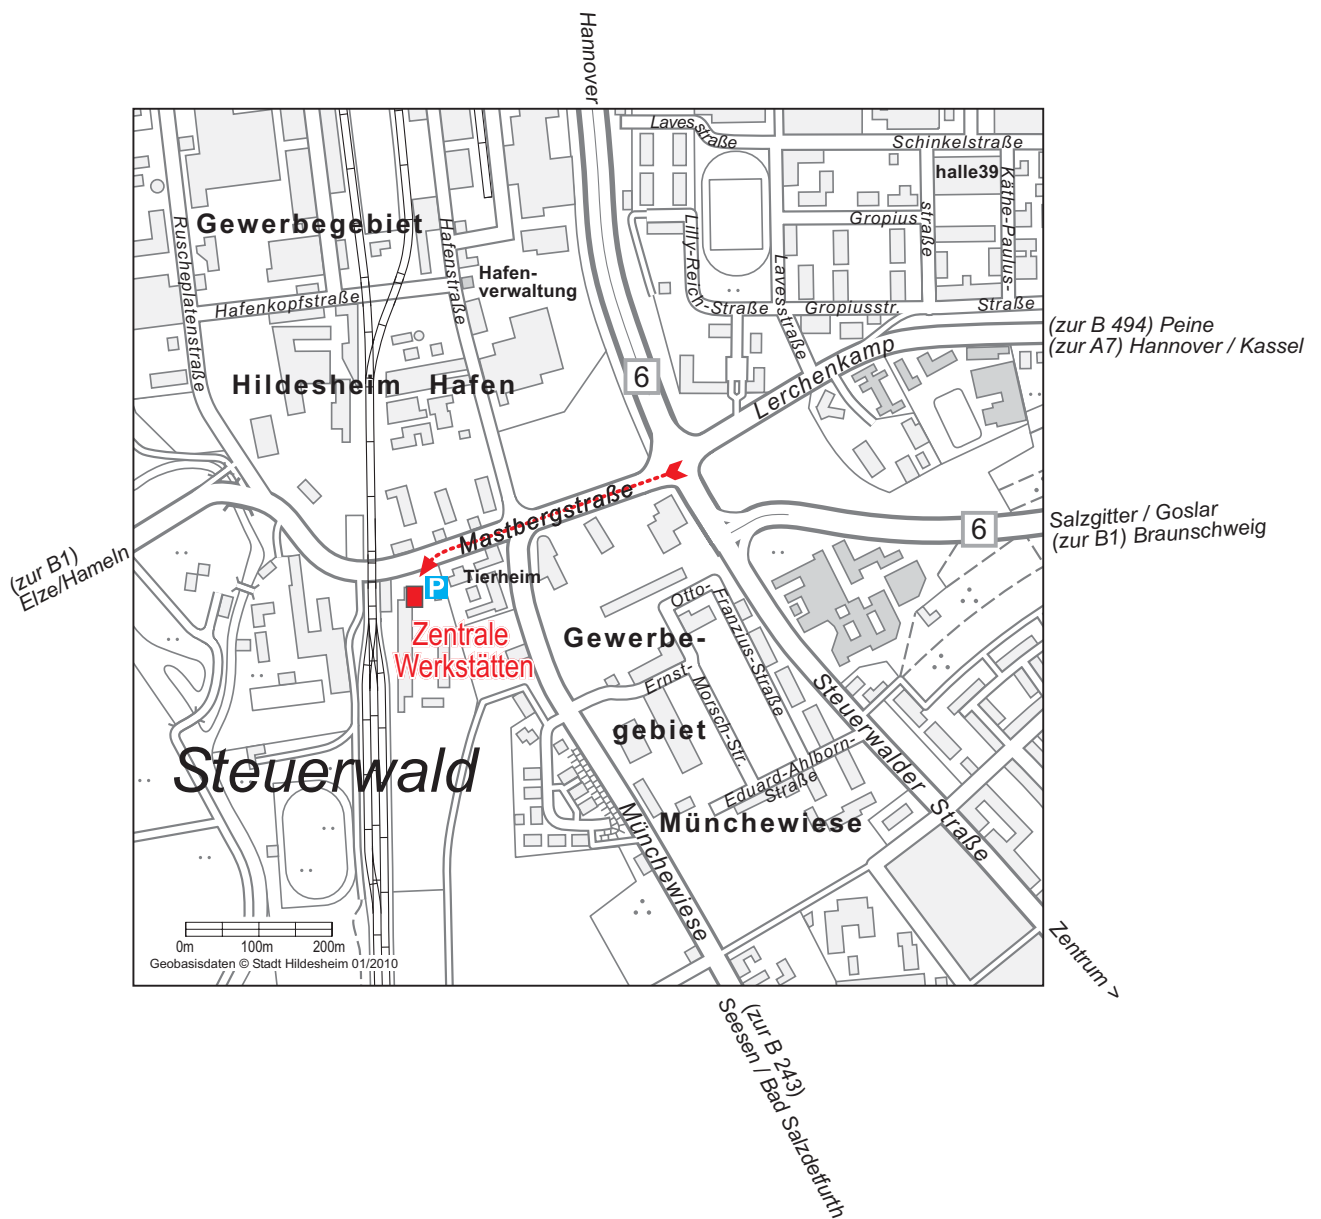 Hannover
Laves
straße
Schinkelstraße
halle39
Käthe-Paulus-
Straße
Gropius
straße
Lilly-Reich-Straße
Lavesstraße
Gropiusstr.
Gewerbegebiet
Ruscheplatenstraße
Hafenstraße
Hafen-
verwaltung
Hafenkopfstraße
(zur B 494) Peine
(zur A7) Hannover / Kassel
6
Lerchenkamp
Hildesheim Hafen
Mastbergstraße
Salzgitter / Goslar
(zur B1) Braunschweig
6
(zur B1)
Elze/Hameln
P
Tierheim
Zentrale
Werkstätten
Otto-
Franzius-Straße
Gewerbe-
gebiet
Münchewiese
Ernst-
Morsch-Str.
Eduard-Ahlborn-
Straße
Steuerwalder Straße
Steuerwald
Münchewiese
0m 100m 200m
Geobasisdaten © Stadt Hildesheim 01/2010
Zentrum >
(zur B 243)
Seesen / Bad Salzdetfurth